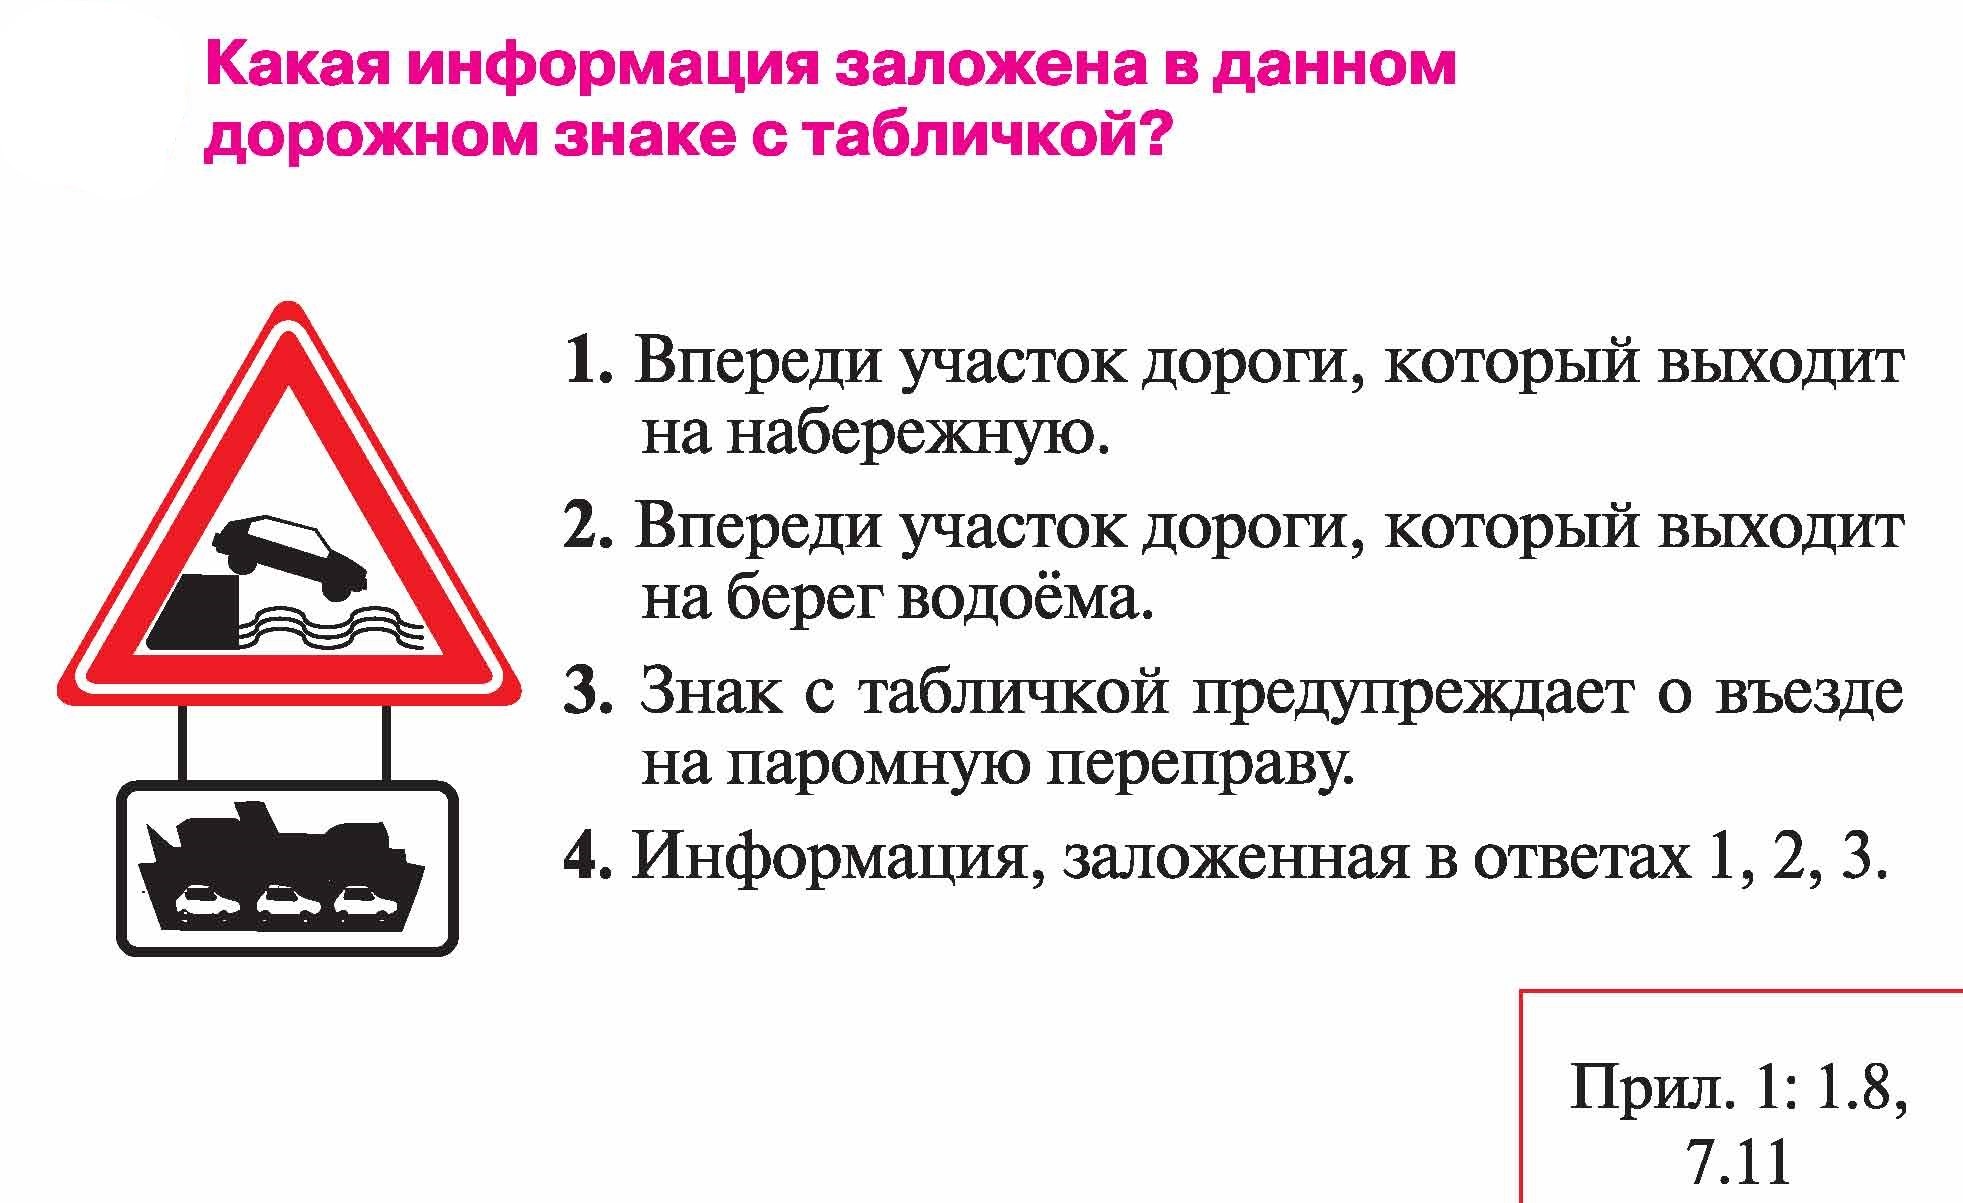 Какая информация заложена в данном
дорожном знаке с табличкой?
1. Впереди участок дороги, который выходит
на набережную.
2. Впереди участок дороги, который выходит
на берег водоёма.
3. Знак с табличкой предупреждает о въезде
на паромную переправу.
4. Информация, заложенная в ответах 1, 2, 3.
Прил. 1: 1.8,
7.11